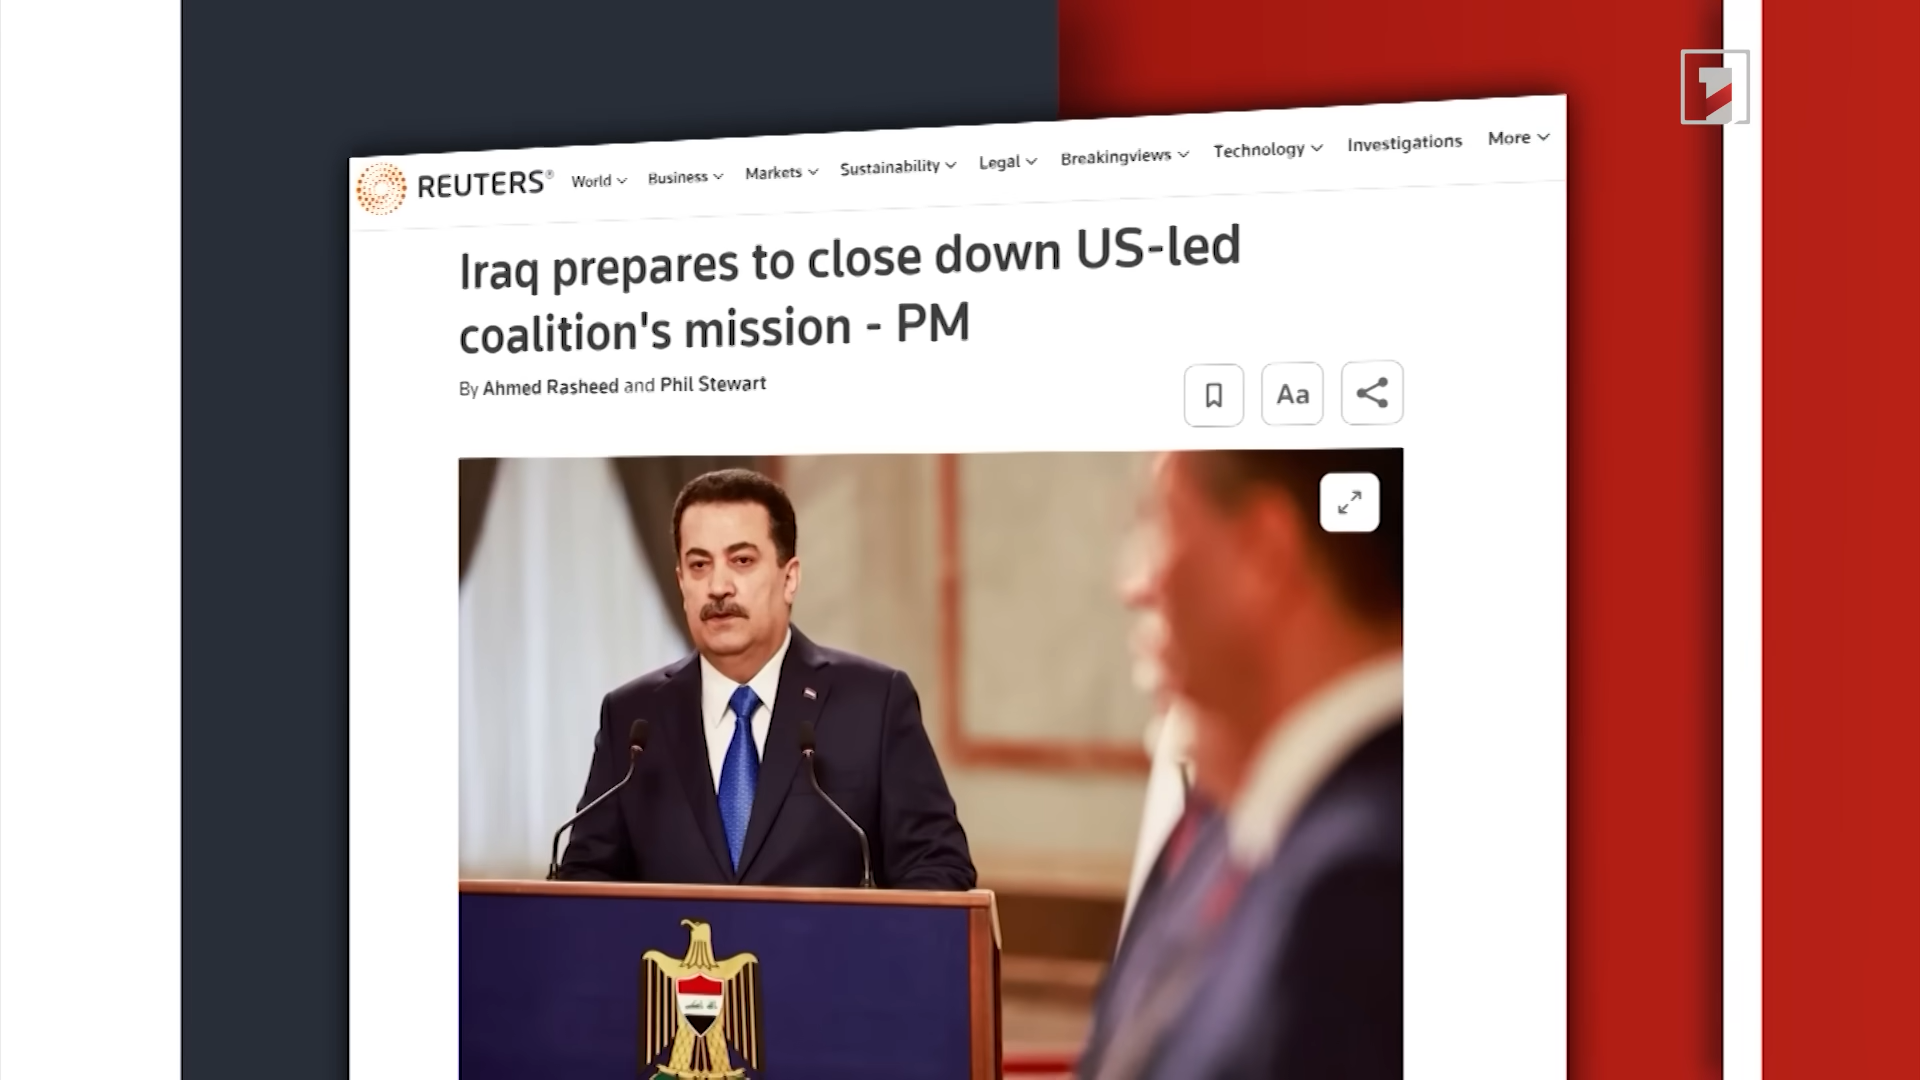 REUTERS®
World
Business
Markets
Sustainability
Legal
Breakingviews
Technology
Investigations
More
Iraq prepares to close down US-led
coalition's mission - PM
By Ahmed Rasheed and Phil Stewart
Aa